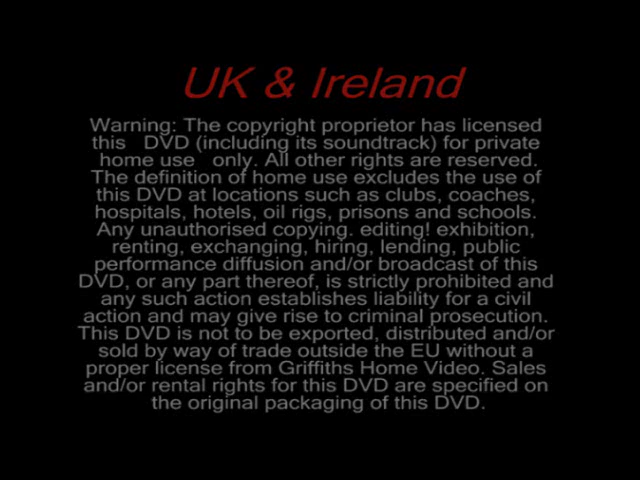 UK & Ireland
Warning: The copyright proprietor has licensed
this DVD (including its soundtrack) for private
home use only. All other rights are reserved.
The definition of home use excludes the use of
this DVD at locations such as clubs, coaches,
hospitals, hotels, oil rigs, prisons and schools.
Any unauthorised copying. editing! exhibition,
renting, exchanging, hiring, lending, public
performance diffusion and/or broadcast of this
DVD, or any part thereof, is strictly prohibited and
any such action establishes liability for a civil
action and may give rise to criminal prosecution.
This DVD is not to be exported, distributed and/or
sold by way of trade outside the EU without a
proper license from Griffiths Home Video. Sales
and/or rental rights for this DVD are specified on
the original packaging of this DVD.